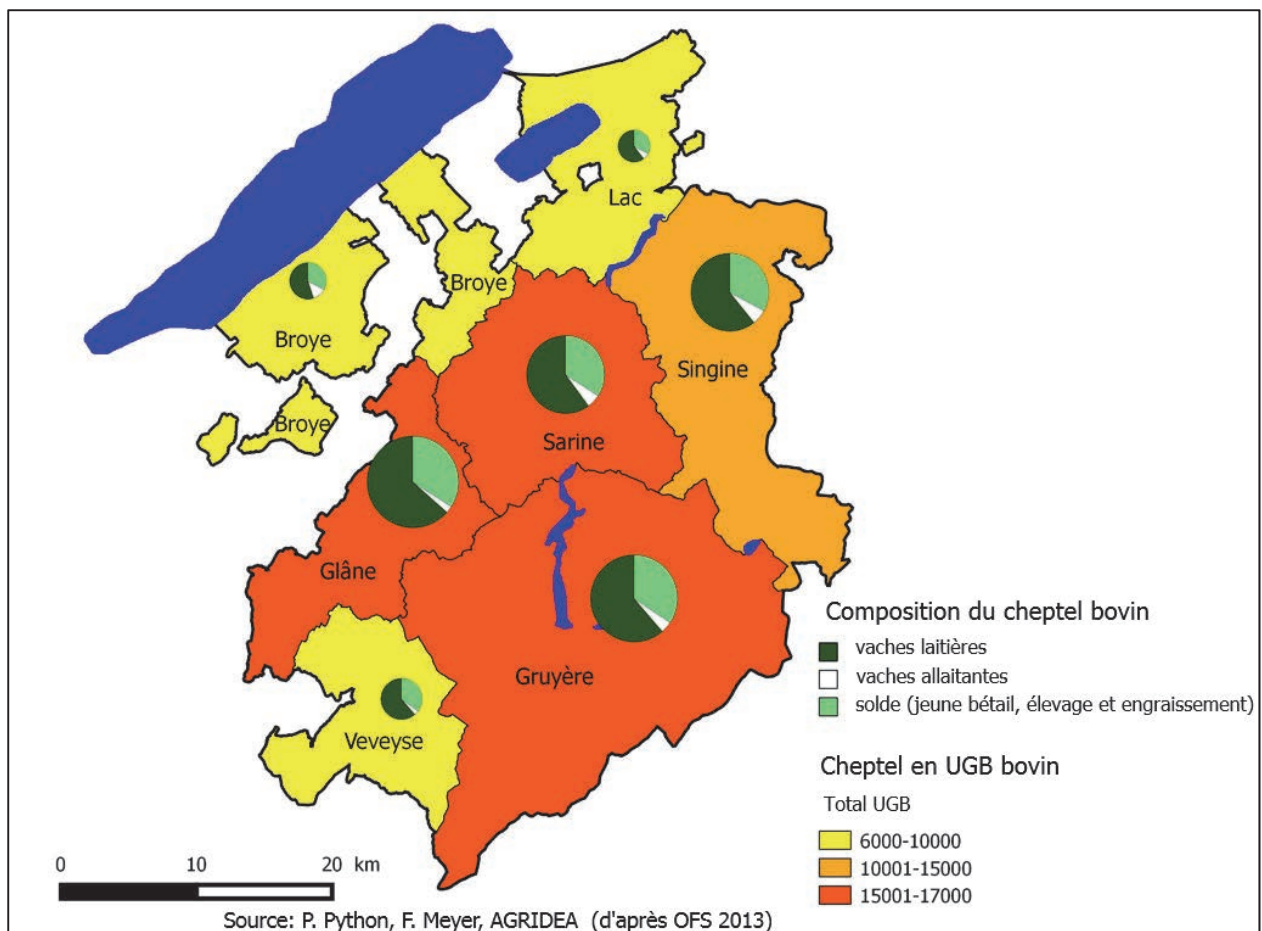 Lac
Broye
Broye
Singine
Broye
Sarine
Glâne
Gruyère
Veveyse
Composition du cheptel bovin
vaches laitières
vaches allaitantes
solde (jeune bétail, élevage et engraissement)
Cheptel en UGB bovin
Total UGB
6000-10000
10001-15000
15001-17000
0 10 20 km
Source: P. Python, F. Meyer, AGRIDEA (d'après OFS 2013)